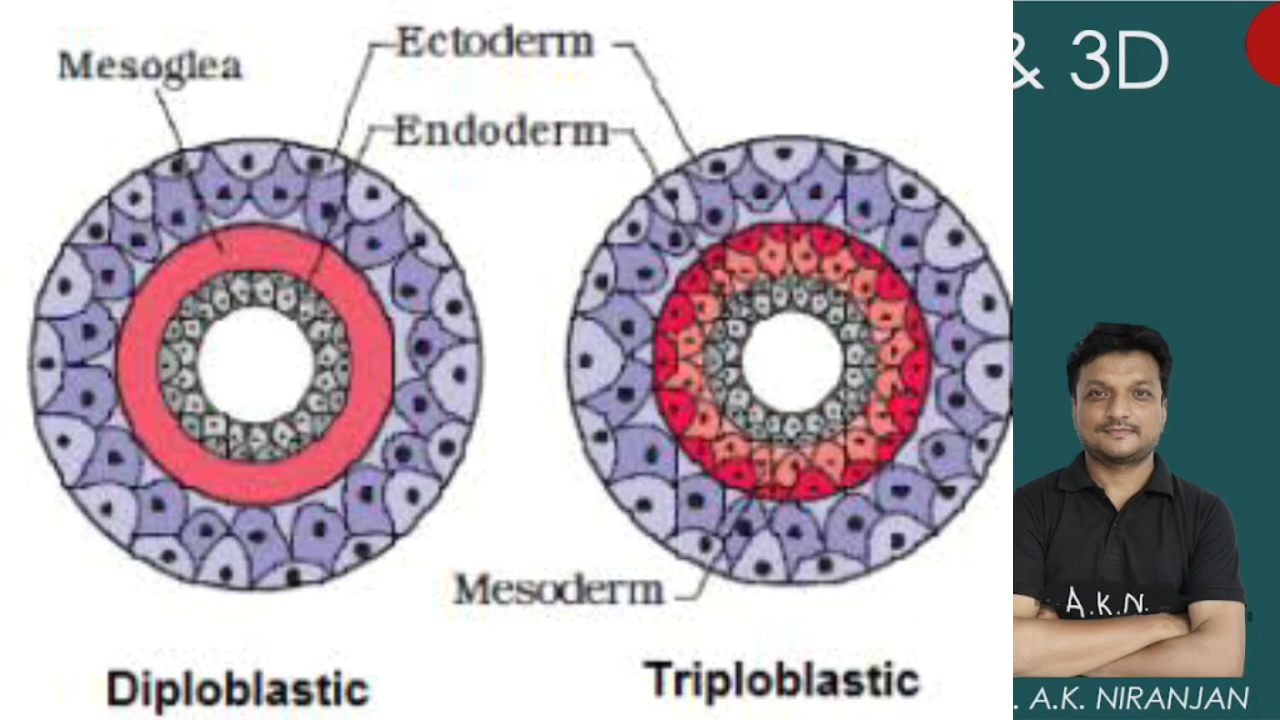 Mesoglea
Ectoderm
Endoderm
Mesoderm
Diploblastic
Triploblastic
& 3D
A.K.N.
. A.K. NIRANJAN